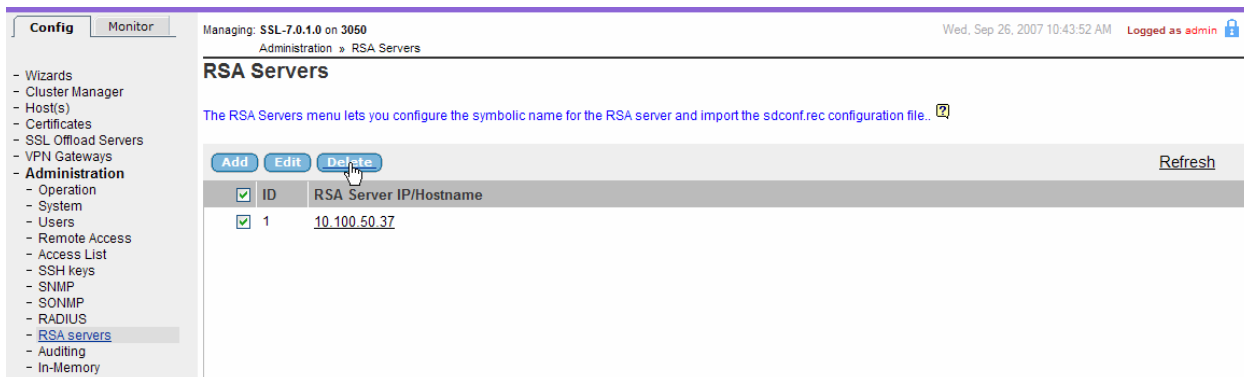 Config
Monitor
Managing: SSL-7.0.1.0 on 3050
Wed, Sep 26, 2007 10:43:52 AM
Logged as admin
Administration » RSA Servers
- Wizards
- Cluster Manager
- Host(s)
- Certificates
- SSL Offload Servers
- VPN Gateways
- Administration
- Operation
- System
- Users
- Remote Access
- Access List
- SSH keys
- SNMP
- SONMP
- RADIUS
- RSA servers
- Auditing
- In-Memory
RSA Servers
The RSA Servers menu lets you configure the symbolic name for the RSA server and import the sdconf.rec configuration file.. ?
Add Edit Delete
Refresh
ID RSA Server IP/Hostname
1 10.100.50.37